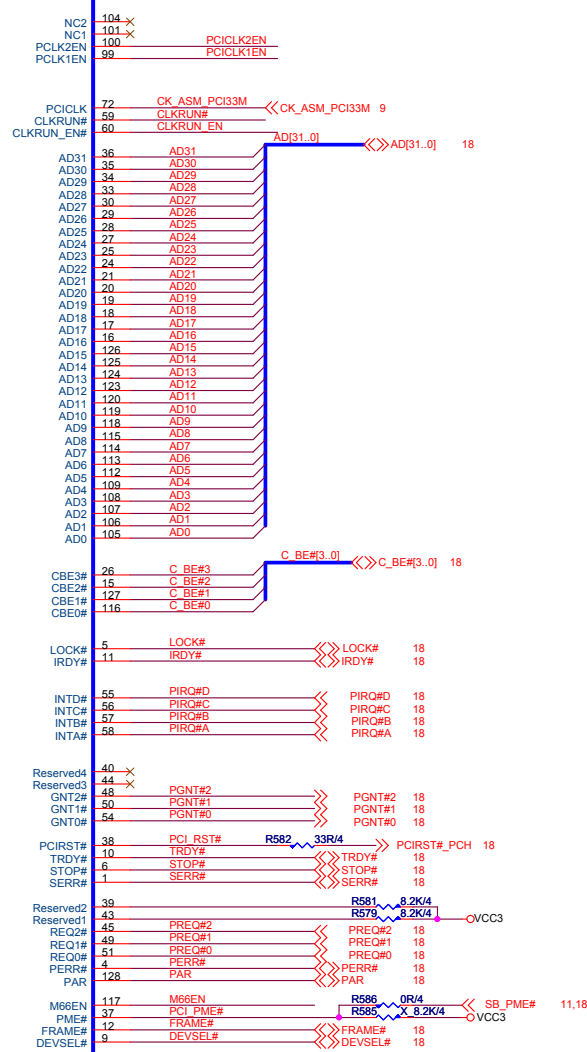 NC2 104
NC1 101
PCLK2EN 100 PCICLK2EN
PCLK1EN 99 PCICLK1EN
PCICLK 72 CK_ASM_PCI33M CK_ASM_PCI33M 9
CLKRUN# 59 CLKRUN#
CLKRUN_EN# 60 CLKRUN_EN
AD[31..0] AD[31..0] 18
AD31 36 AD31
AD30 35 AD30
AD29 34 AD29
AD28 33 AD28
AD27 30 AD27
AD26 29 AD26
AD25 28 AD25
AD24 27 AD24
AD23 25 AD23
AD22 24 AD22
AD21 21 AD21
AD20 20 AD20
AD19 19 AD19
AD18 18 AD18
AD17 17 AD17
AD16 16 AD16
AD15 126 AD15
AD14 125 AD14
AD13 124 AD13
AD12 123 AD12
AD11 120 AD11
AD10 119 AD10
AD9 118 AD9
AD8 115 AD8
AD7 114 AD7
AD6 113 AD6
AD5 112 AD5
AD4 109 AD4
AD3 108 AD3
AD2 107 AD2
AD1 106 AD1
AD0 105 AD0
C_BE#[3..0] C_BE#[3..0] 18
CBE3# 26 C_BE#3
CBE2# 15 C_BE#2
CBE1# 127 C_BE#1
CBE0# 116 C_BE#0
LOCK# 5 LOCK# LOCK# 18
IRDY# 11 IRDY# IRDY# 18
INTD# 55 PIRQ#D PIRQ#D 18
INTC# 56 PIRQ#C PIRQ#C 18
INTB# 57 PIRQ#B PIRQ#B 18
INTA# 58 PIRQ#A PIRQ#A 18
Reserved4 40
Reserved3 44
GNT2# 48 PGNT#2 PGNT#2 18
GNT1# 50 PGNT#1 PGNT#1 18
GNT0# 54 PGNT#0 PGNT#0 18
PCIRST# 38 PCI_RST# R582 33R/4 PCIRST#_PCH 18
TRDY# 10 TRDY# TRDY# 18
STOP# 6 STOP# STOP# 18
SERR# 1 SERR# SERR# 18
Reserved2 39 R581 8.2K/4
Reserved1 43 R579 8.2K/4 VCC3
REQ2# 45 PREQ#2 PREQ#2 18
REQ1# 49 PREQ#1 PREQ#1 18
REQ0# 51 PREQ#0 PREQ#0 18
PERR# 4 PERR# PERR# 18
PAR 128 PAR PAR 18
M66EN 117 M66EN R586 0R/4 SB_PME# 11,18
PME# 37 PCI_PME# R585 X_8.2K/4 VCC3
FRAME# 12 FRAME# FRAME# 18
DEVSEL# 9 DEVSEL# DEVSEL# 18